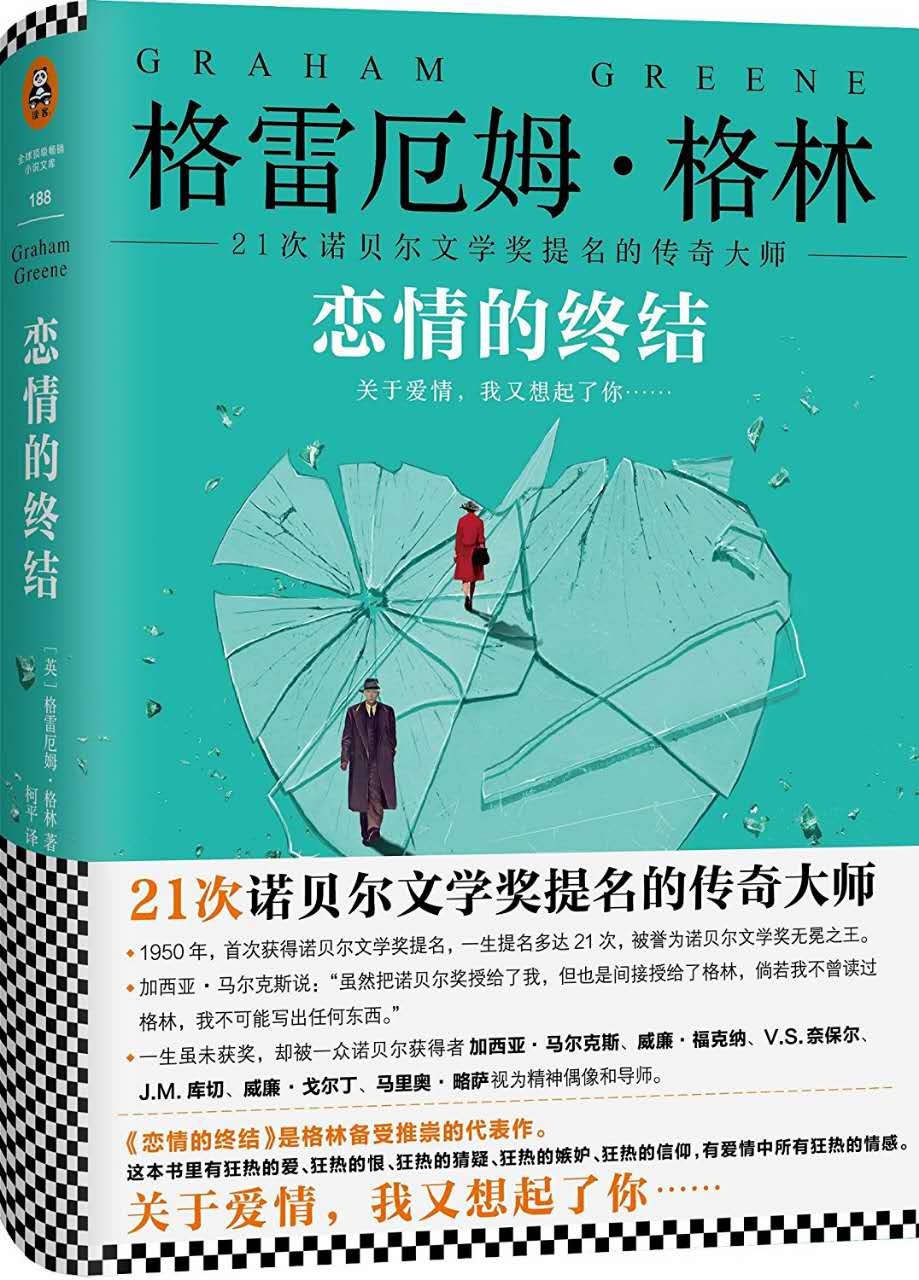 GRAHAM GREENE
格雷厄姆·格林
21次诺贝尔文学奖提名的传奇大师
恋情的终结
关于爱情，我又想起了你……
21次诺贝尔文学奖提名的传奇大师
1950年，首次获得诺贝尔文学奖提名，一生提名多达21次，被誉为诺贝尔文学奖无冕之王。
加西亚·马尔克斯说：“虽然把诺贝尔奖授给了我，但也是间接授给了格林，倘若我不曾读过
格林，我不可能写出任何东西。”
一生虽未获奖，却被一众诺贝尔获得者加西亚·马尔克斯、威廉·福克纳、V.S.奈保尔、
J.M.库切、威廉·戈尔丁、马里奥·略萨视为精神偶像和导师。
《恋情的终结》是格林备受推崇的代表作。
这本书里有狂热的爱、狂热的恨、狂热的猜疑、狂热的嫉妒、狂热的信仰，有爱情中所有狂热的情感。
关于爱情，我又想起了你……
读客
全球顶级畅销
小说文库
188
Graham
Greene
恋情的终结
［英］格雷厄姆·格林 著
柯平 译